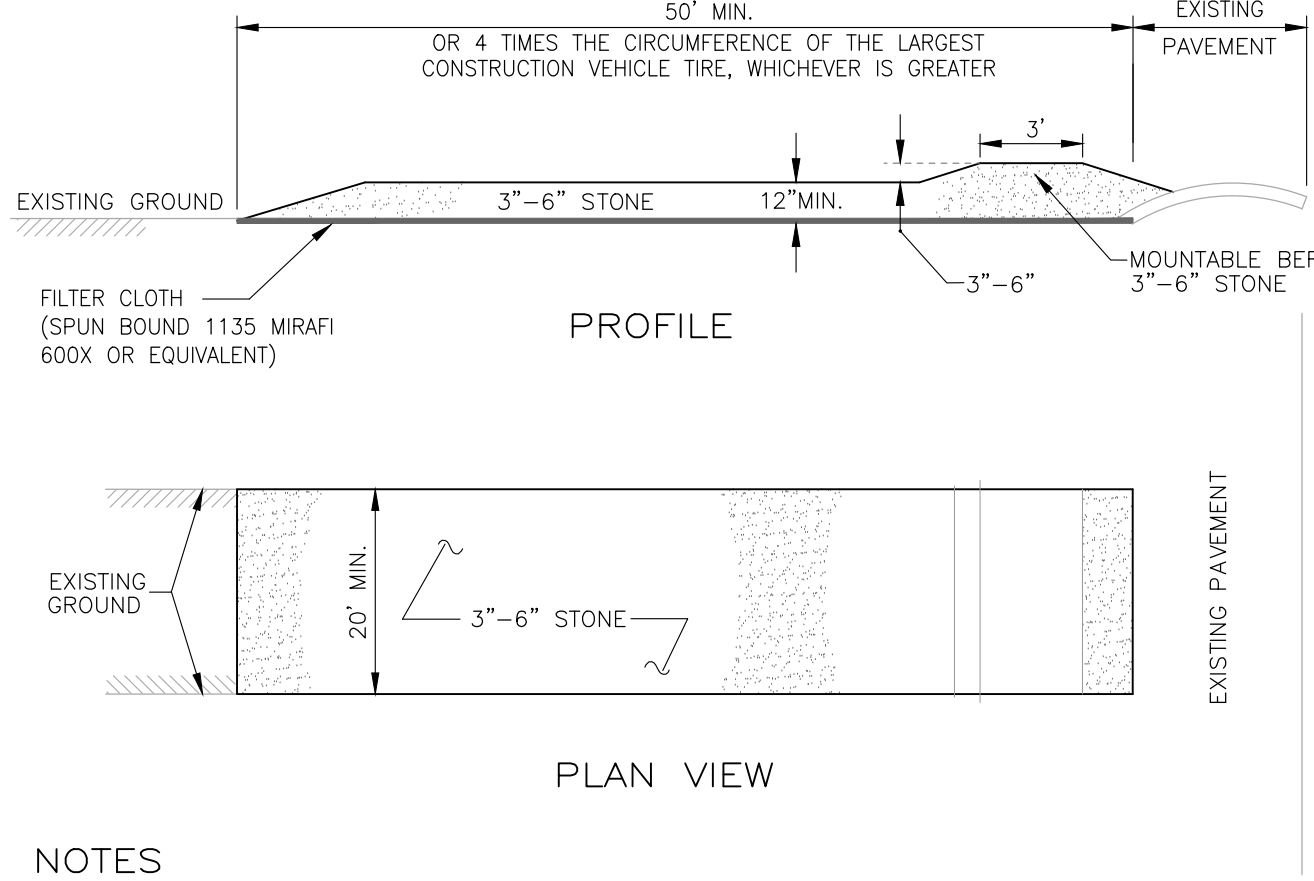 50' MIN.
OR 4 TIMES THE CIRCUMFERENCE OF THE LARGEST
CONSTRUCTION VEHICLE TIRE, WHICHEVER IS GREATER
EXISTING
PAVEMENT
3'
EXISTING GROUND
3"-6" STONE
12"MIN.
MOUNTABLE BER
3"-6" STONE
3"-6"
FILTER CLOTH
(SPUN BOUND 1135 MIRAFI
600X OR EQUIVALENT)
PROFILE
EXISTING
GROUND
20' MIN.
3"-6" STONE
EXISTING PAVEMENT
PLAN VIEW
NOTES